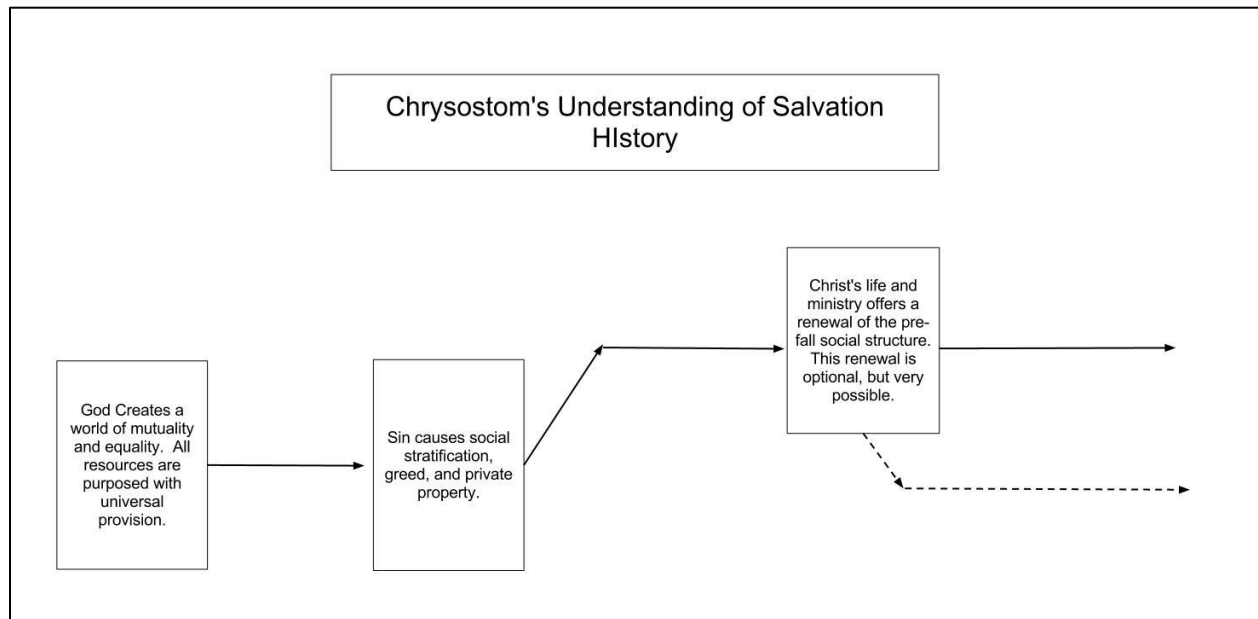 Chrysostom's Understanding of Salvation
HIstory
God Creates a
world of mutuality
and equality.  All
resources are
purposed with
universal
provision.
Sin causes social
stratification,
greed, and private
property.
Christ's life and
ministry offers a
renewal of the pre-
fall social structure.
This renewal is
optional, but very
possible.